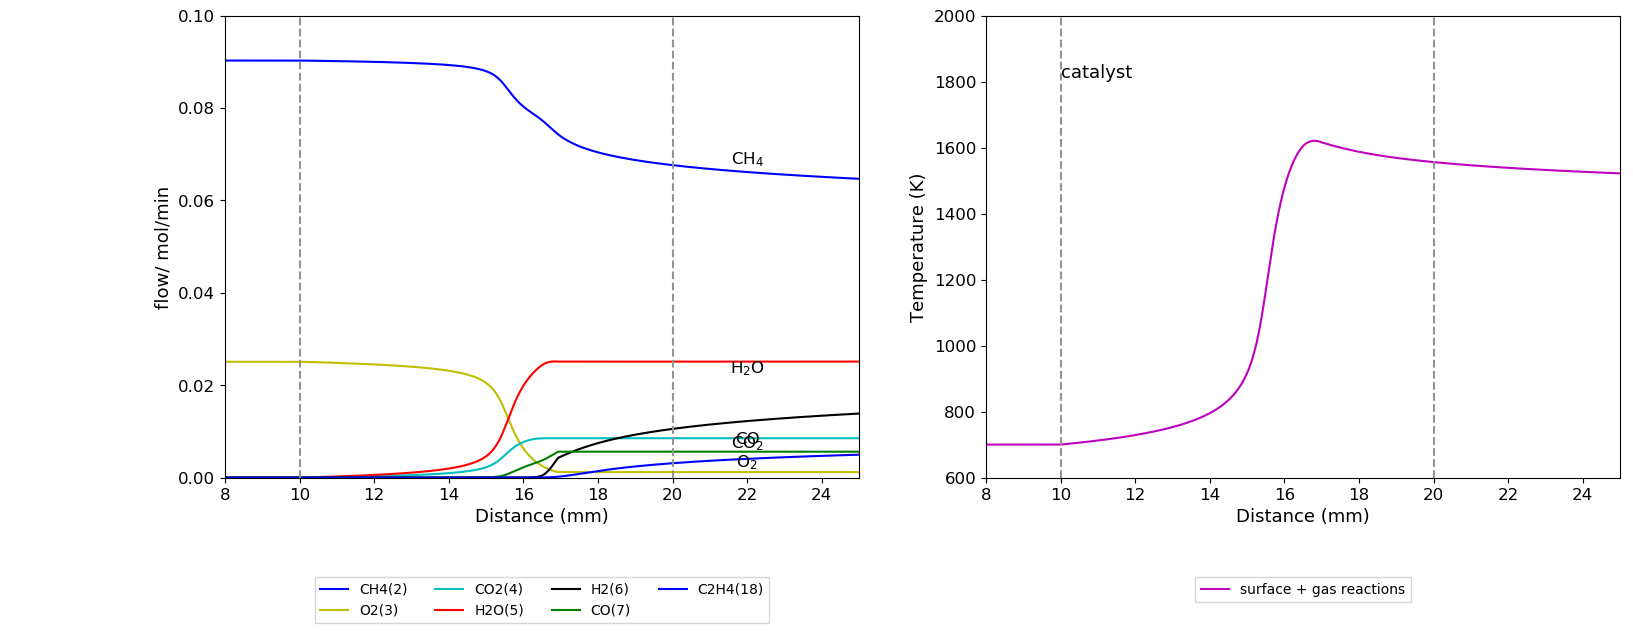 0.10
0.08
0.06
0.04
0.02
0.00
flow/ mol/min
CH₄
H₂O
CO
CO₂
O₂
8 10 12 14 16 18 20 22 24
Distance (mm)
CH4(2) CO2(4) H2(6) C2H4(18)
O2(3) H2O(5) CO(7)
2000
1800
1600
1400
1200
1000
800
600
Temperature (K)
catalyst
8 10 12 14 16 18 20 22 24
Distance (mm)
surface + gas reactions